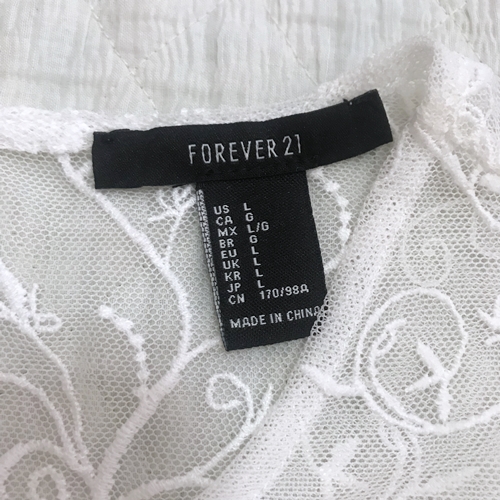 FOREVER 21
US L
CA G
MX L/G
BR G
EU L
UK L
KR L
JP L
CN 170/98A
MADE IN CHINA